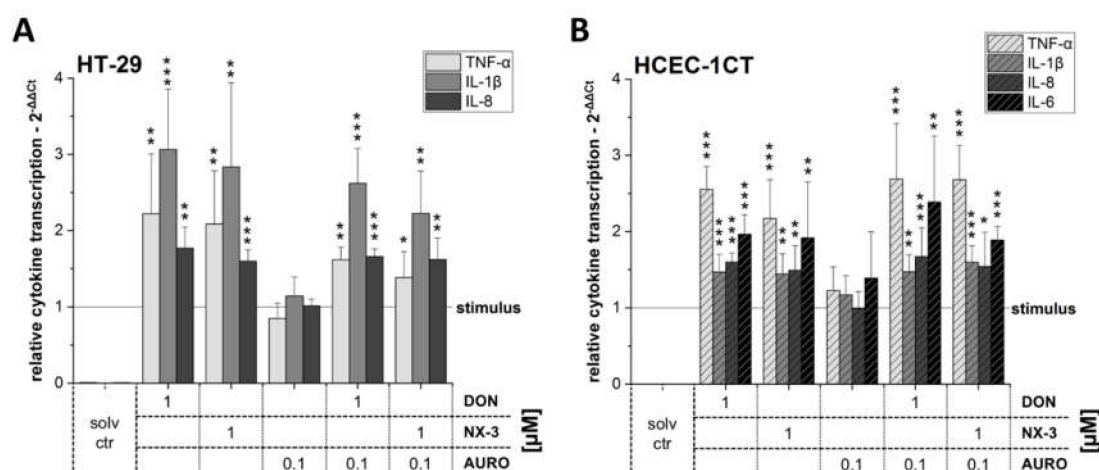 A
HT-29
TNF-α
IL-1β
IL-8
relative cytokine transcription - 2^-ΔΔCt
4
3
2
1
0
** *** **
** ** ***
** *** ***
* ** **
stimulus
solv
ctr
1 1 DON
1 1 NX-3
0.1 0.1 0.1 AURO
[µM]
B
HCEC-1CT
TNF-α
IL-1β
IL-8
IL-6
relative cytokine transcription - 2^-ΔΔCt
4
3
2
1
0
*** *** *** ***
*** ** ** **
*** ** *** **
*** *** * ***
stimulus
solv
ctr
1 1 DON
1 1 NX-3
0.1 0.1 0.1 AURO
[µM]